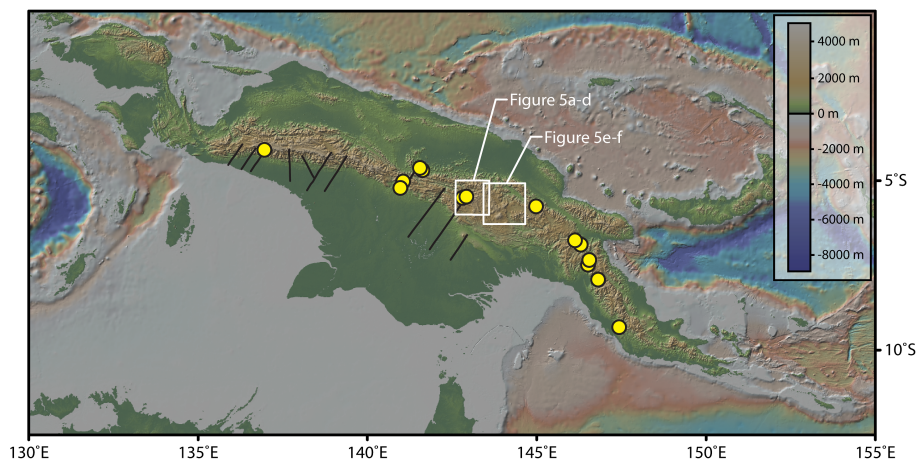 4000 m
2000 m
0 m
-2000 m
-4000 m
-6000 m
-8000 m
Figure 5a-d
Figure 5e-f
5˚S
10˚S
130˚E
135˚E
140˚E
145˚E
150˚E
155˚E